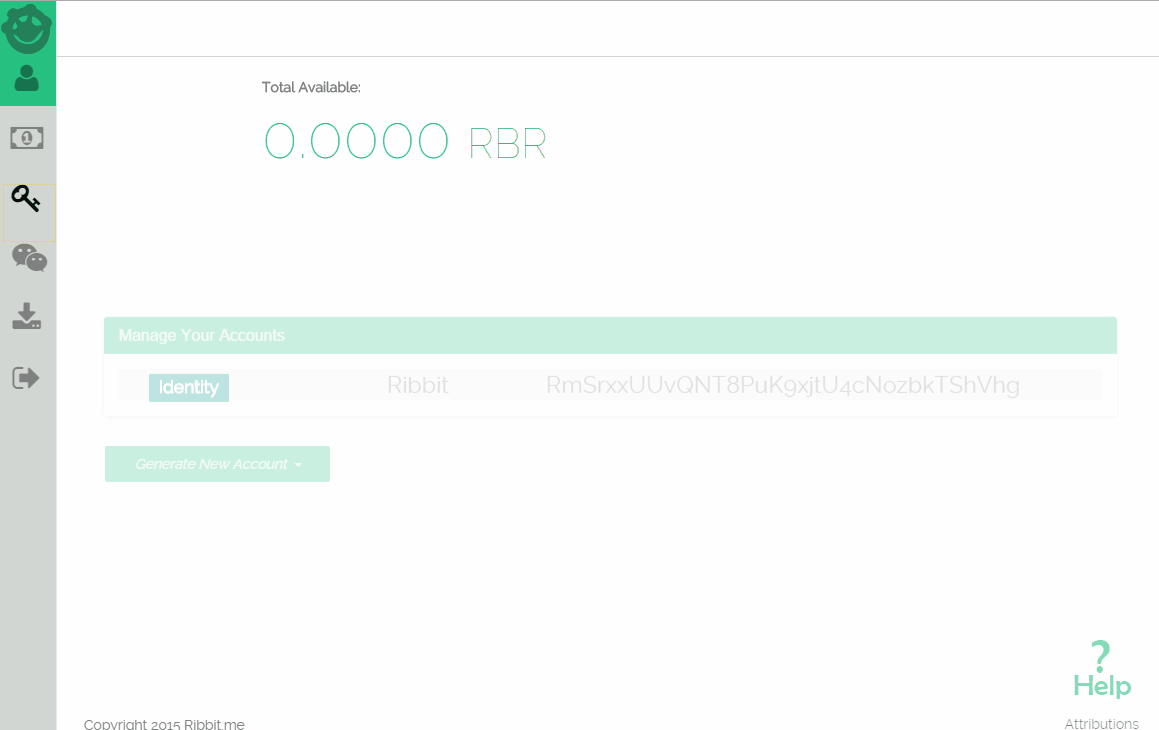 Total Available:
0.0000 RBR
Manage Your Accounts
Identity Ribbit RmSrxxUUvQNT8PuK9xjtU4cNozbkTShVhg
Generate New Account
?
Help
Copyright 2015 Ribbit.me Attributions